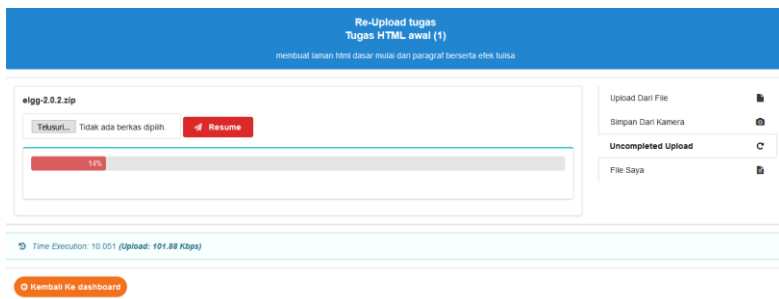 Re-Upload tugas
Tugas HTML awal (1)
membuat laman html dasar mulai dari paragraf berserta efek tulisa
elgg-2.0.2.zip
Telusuri... Tidak ada berkas dipilih.
Resume
14%
Upload Dari File
Simpan Dari Kamera
Uncompleted Upload
File Saya
Time Execution: 10.051 (Upload: 101.88 Kbps)
Kembali Ke dashboard